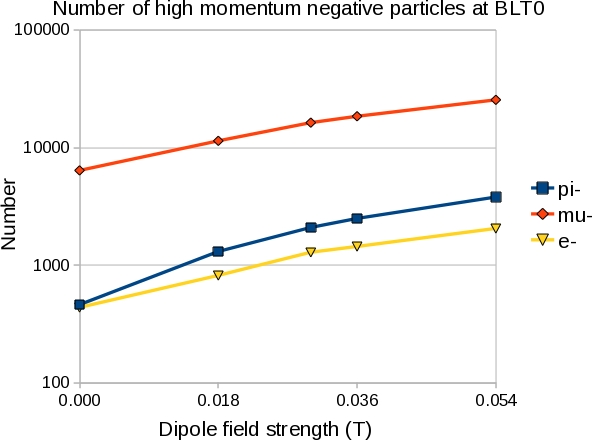 Number of high momentum negative particles at BLT0
100000
10000
1000
100
Number
0.000
0.018
0.036
0.054
Dipole field strength (T)
pi-
mu-
e-